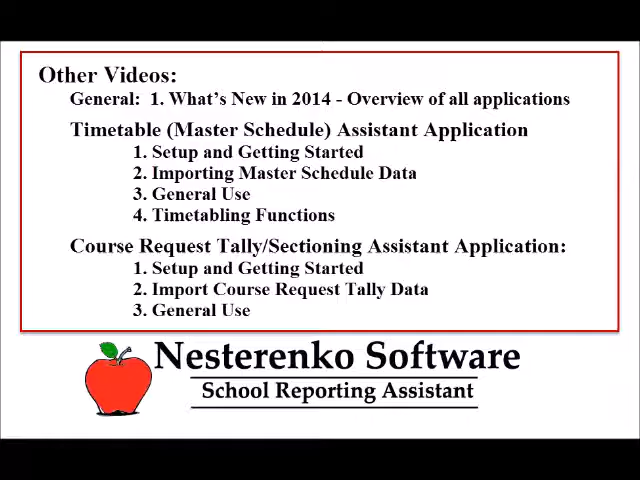 Other Videos:
General: 1. What's New in 2014 - Overview of all applications
Timetable (Master Schedule) Assistant Application
1. Setup and Getting Started
2. Importing Master Schedule Data
3. General Use
4. Timetabling Functions
Course Request Tally/Sectioning Assistant Application:
1. Setup and Getting Started
2. Import Course Request Tally Data
3. General Use
Nesterenko Software
School Reporting Assistant